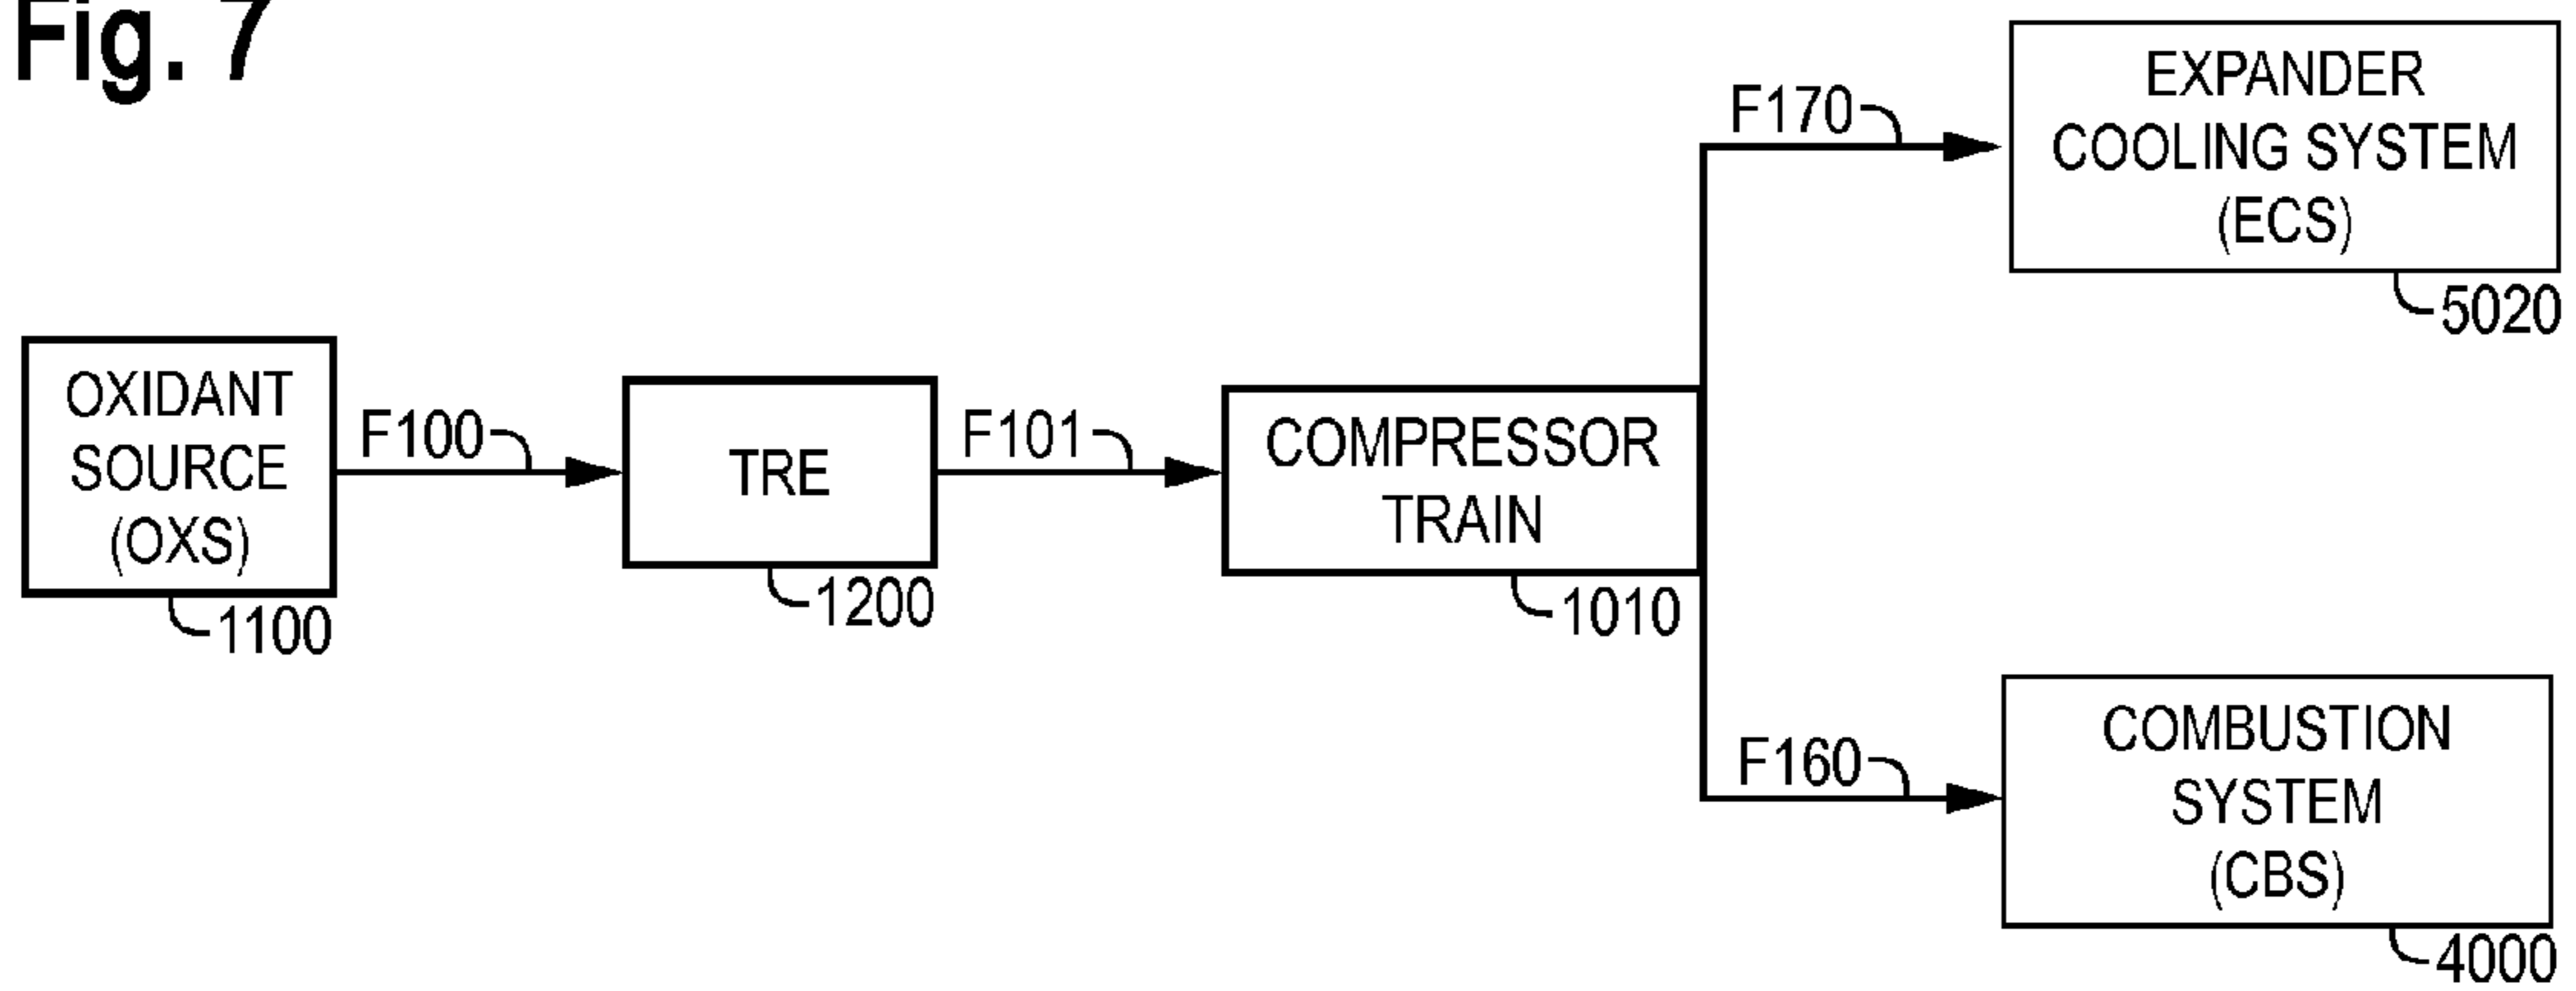 Fig. 7
EXPANDER
COOLING SYSTEM
(ECS)
F170
5020
OXIDANT
SOURCE
(OXS)
1100
F100
TRE
1200
F101
COMPRESSOR
TRAIN
1010
F160
COMBUSTION
SYSTEM
(CBS)
4000